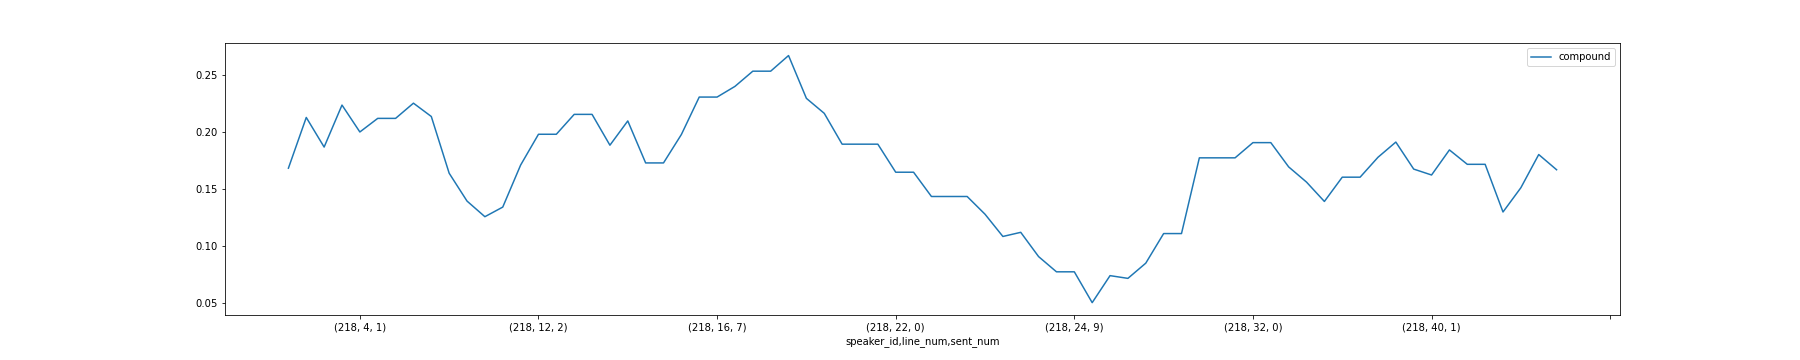 compound
0.25
0.20
0.15
0.10
0.05
(218, 4, 1) (218, 12, 2) (218, 16, 7) (218, 22, 0) (218, 24, 9) (218, 32, 0) (218, 40, 1)
speaker_id,line_num,sent_num